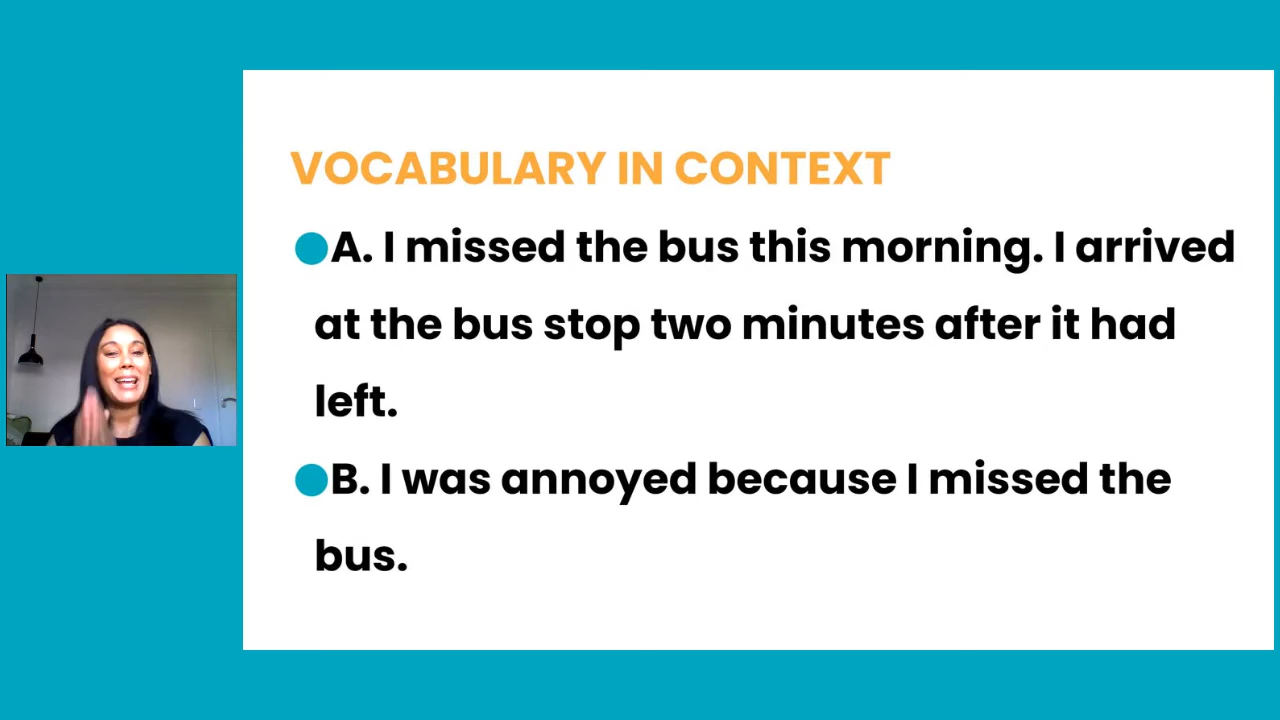 VOCABULARY IN CONTEXT
A. I missed the bus this morning. I arrived
at the bus stop two minutes after it had
left.
B. I was annoyed because I missed the
bus.